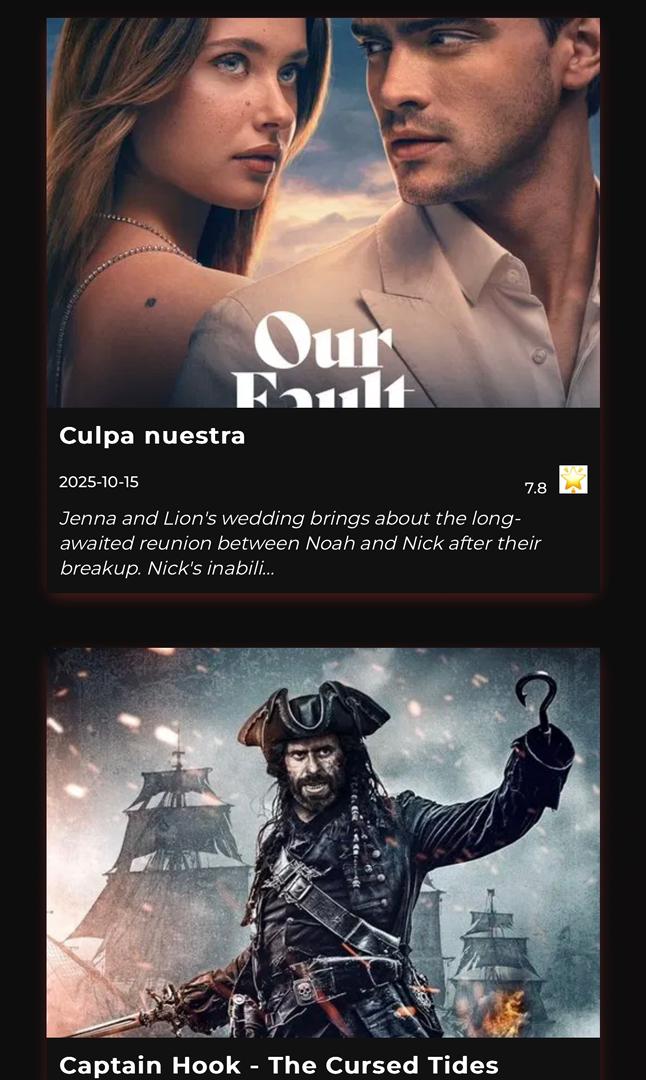 Our
Fault
Culpa nuestra
2025-10-15
7.8
Jenna and Lion's wedding brings about the long-
awaited reunion between Noah and Nick after their
breakup. Nick's inabili...
Captain Hook - The Cursed Tides